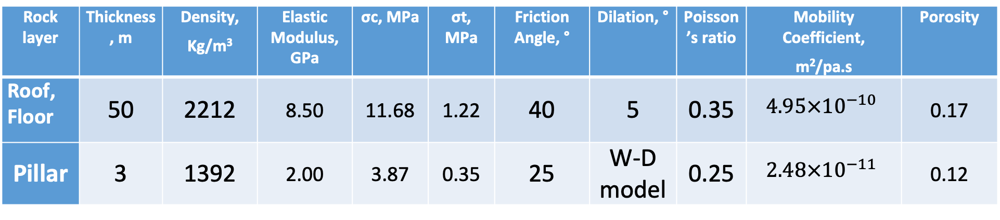 Rock layer | Thickness , m | Density, Kg/m³ | Elastic Modulus, GPa | σc, MPa | σt, MPa | Friction Angle, ° | Dilation, ° | Poisson 's ratio | Mobility Coefficient, m²/pa.s | Porosity
Roof, Floor | 50 | 2212 | 8.50 | 11.68 | 1.22 | 40 | 5 | 0.35 | 4.95×10⁻¹⁰ | 0.17
Pillar | 3 | 1392 | 2.00 | 3.87 | 0.35 | 25 | W-D model | 0.25 | 2.48×10⁻¹¹ | 0.12